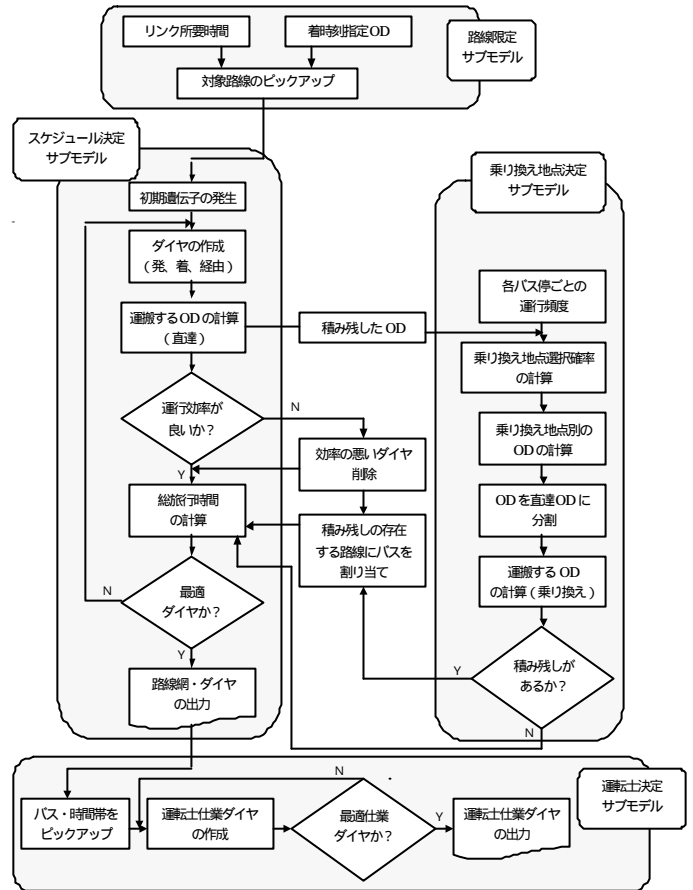 リンク所要時間
着時刻指定OD
路線限定
サブモデル
対象路線のピックアップ
スケジュール決定
サブモデル
乗り換え地点決定
サブモデル
初期遺伝子の発生
ダイヤの作成
（発、着、経由）
各バス停ごとの
運行頻度
運搬するODの計算
（直達）
積み残した OD
乗り換え地点選択確率
の計算
運行効率が
良いか？
N
Y
効率の悪いダイヤ
削除
乗り換え地点別の
ODの計算
総旅行時間
の計算
積み残しの存在
する路線にバスを
割り当て
ODを直達ODに
分割
最適
ダイヤか？
N
Y
運搬する OD
の計算（乗り換え）
積み残しが
あるか？
Y
N
路線網・ダイヤ
の出力
運転士決定
サブモデル
バス・時間帯を
ピックアップ
運転士仕業ダイヤ
の作成
最適仕業
ダイヤか？
N
Y
運転士仕業ダイヤ
の出力